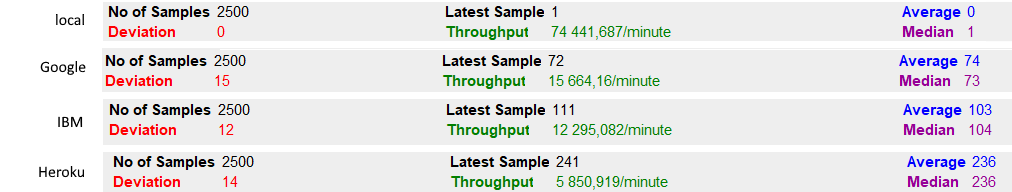 local No of Samples 2500 Latest Sample 1 Average 0
Deviation 0 Throughput 74 441,687/minute Median 1
Google No of Samples 2500 Latest Sample 72 Average 74
Deviation 15 Throughput 15 664,16/minute Median 73
IBM No of Samples 2500 Latest Sample 111 Average 103
Deviation 12 Throughput 12 295,082/minute Median 104
Heroku No of Samples 2500 Latest Sample 241 Average 236
Deviation 14 Throughput 5 850,919/minute Median 236